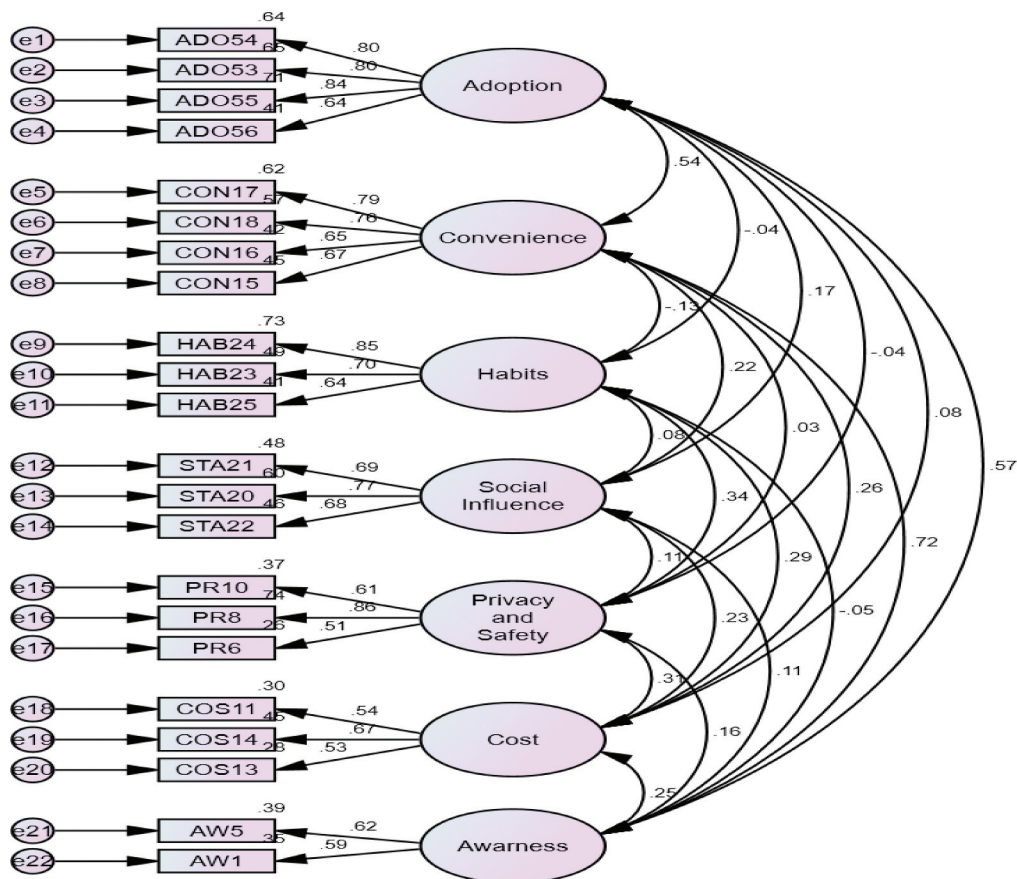 .64
e1 ADO54 .80
.65
e2 ADO53 .80 Adoption
.71
e3 ADO55 .84
.41
e4 ADO56 .64
.54
.62
e5 CON17 .79
.57
e6 CON18 .76 -.04
.42
e7 CON16 .65 Convenience
.45
e8 CON15 .67
.17
-.13
.73
e9 HAB24 .85 -.04
.49
e10 HAB23 .70 Habits .22
.41
e11 HAB25 .64
.08
.03
.08
.48
e12 STA21 .69 .57
.60
e13 STA20 .77 Social
Influence .34 .26
.46
e14 STA22 .68
.72
.11 .29
.37
e15 PR10 .61
.74
e16 PR8 .86 Privacy
and
Safety .23 -.05
.26
e17 PR6 .51
.31 .11
.30
e18 COS11 .54
.45
e19 COS14 .67 Cost .16
.28
e20 COS13 .53
.25
.39
e21 AW5 .62
.35
e22 AW1 .59 Awarness